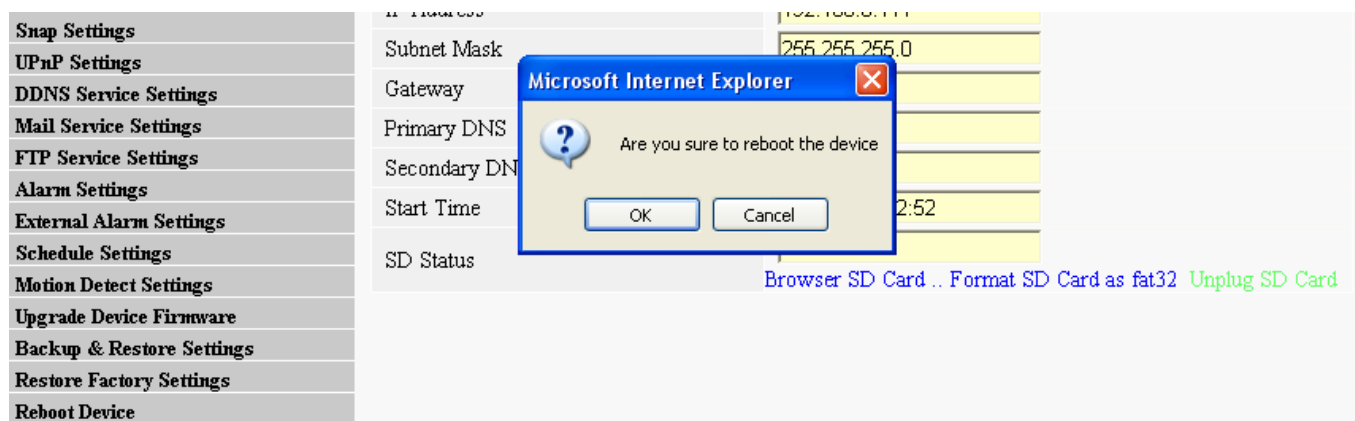 Snap Settings
UPnP Settings
DDNS Service Settings
Mail Service Settings
FTP Service Settings
Alarm Settings
External Alarm Settings
Schedule Settings
Motion Detect Settings
Upgrade Device Firmware
Backup & Restore Settings
Restore Factory Settings
Reboot Device
Subnet Mask 255.255.255.0
Gateway
Primary DNS
Secondary DN
Start Time 2:52
SD Status
Browser SD Card .. Format SD Card as fat32 Unplug SD Card
Microsoft Internet Explorer
Are you sure to reboot the device
OK Cancel